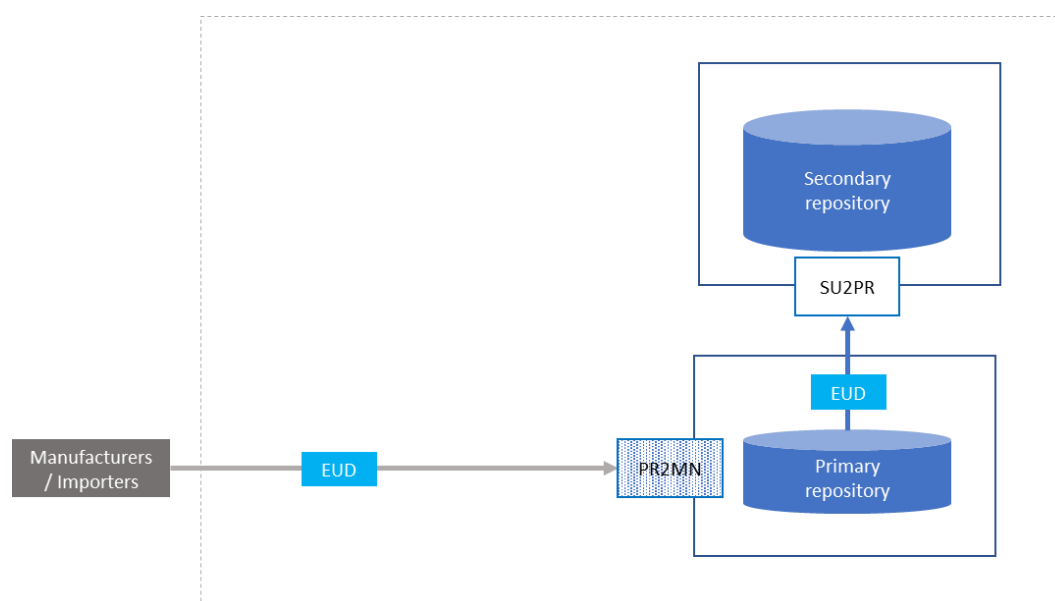 Secondary
repository
SU2PR
EUD
Manufacturers
/ Importers
EUD
PR2MN
Primary
repository